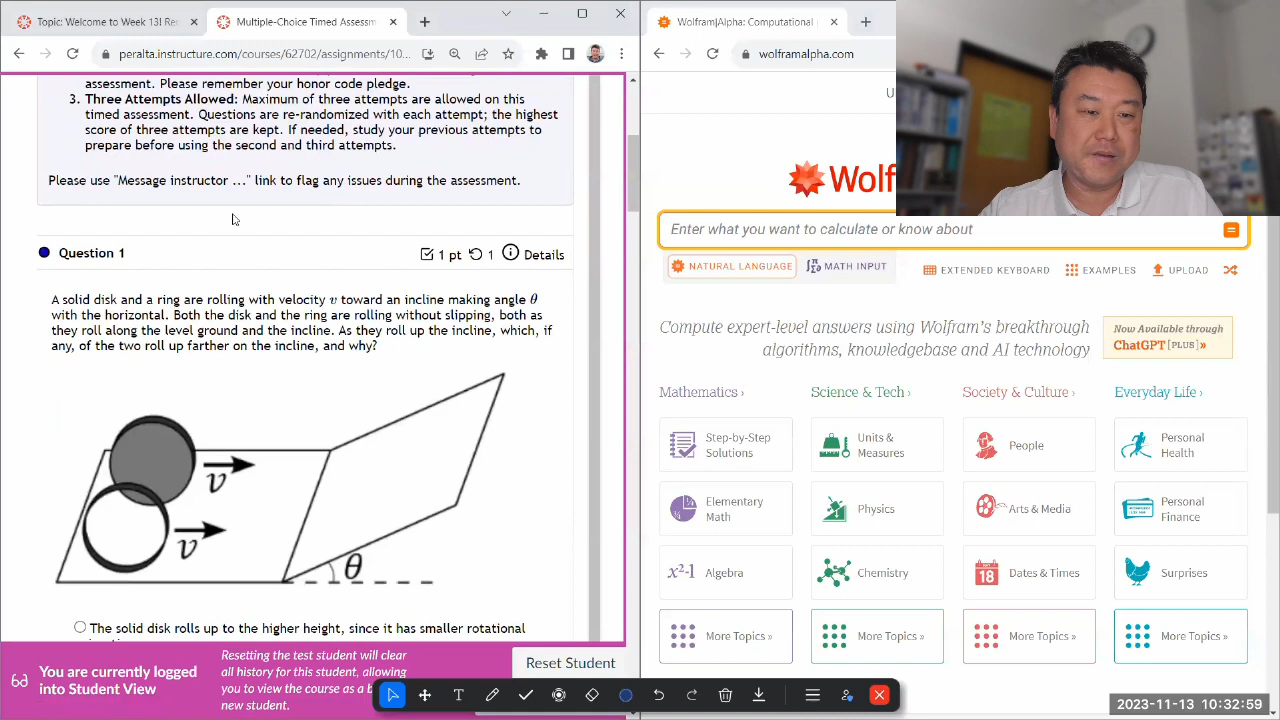 Topic: Welcome to Week 13! Re
Multiple-Choice Timed Assessm
Wolfram|Alpha: Computational
peralta.instructure.com/courses/62702/assignments/10...
wolframalpha.com
assessment. Please remember your honor code pledge.
3. Three Attempts Allowed: Maximum of three attempts are allowed on this
timed assessment. Questions are re-randomized with each attempt; the highest
score of three attempts are kept. If needed, study your previous attempts to
prepare before using the second and third attempts.
Please use "Message instructor ..." link to flag any issues during the assessment.
Question 1
1 pt 1 Details
A solid disk and a ring are rolling with velocity v toward an incline making angle θ
with the horizontal. Both the disk and the ring are rolling without slipping, both as
they roll along the level ground and the incline. As they roll up the incline, which, if
any, of the two roll up farther on the incline, and why?
v
v
θ
The solid disk rolls up to the higher height, since it has smaller rotational
You are currently logged
into Student View
Resetting the test student will clear
all history for this student, allowing
you to view the course as a b
new student.
Reset Student
U
Wolf
Enter what you want to calculate or know about
NATURAL LANGUAGE
MATH INPUT
EXTENDED KEYBOARD
EXAMPLES
UPLOAD
Compute expert-level answers using Wolfram's breakthrough
algorithms, knowledgebase and AI technology
Now Available through
ChatGPT [PLUS] »
Mathematics ›
Science & Tech ›
Society & Culture ›
Everyday Life ›
Step-by-Step
Solutions
Units &
Measures
People
Personal
Health
Elementary
Math
Physics
Arts & Media
Personal
Finance
x²-1
Algebra
Chemistry
DEC
18
Dates & Times
Surprises
More Topics »
More Topics »
More Topics »
More Topics »
2023-11-13 10:32:59